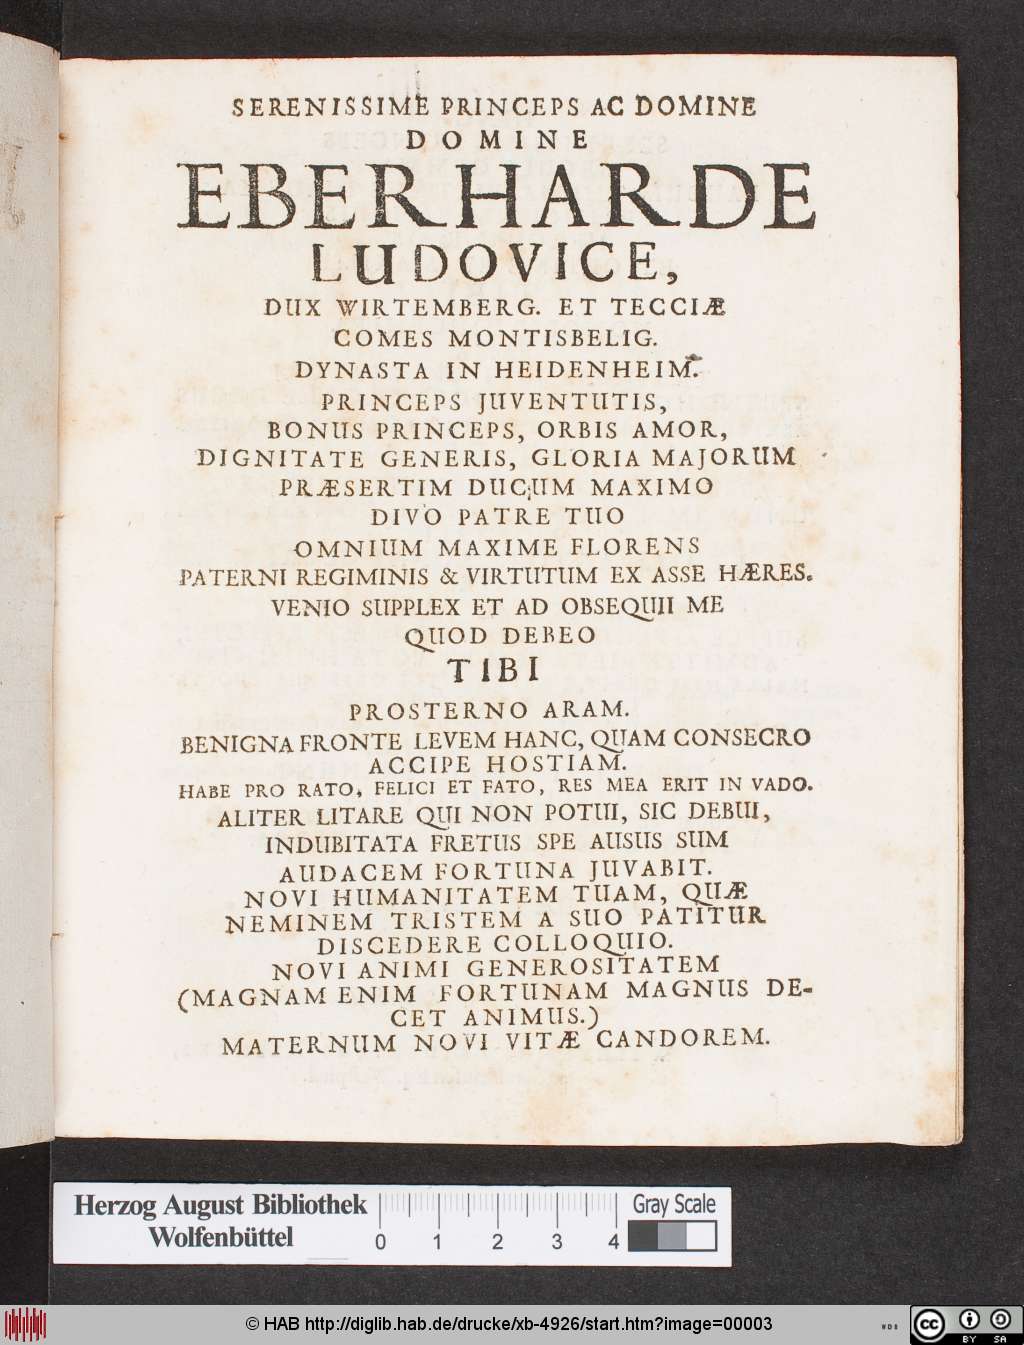 SERENISSIME PRINCEPS AC DOMINE
DOMINE
EBERHARDE
LUDOVICE,
DUX WIRTEMBERG. ET TECCIÆ
COMES MONTISBELIG.
DYNASTA IN HEIDENHEIM.
PRINCEPS JUVENTUTIS,
BONUS PRINCEPS, ORBIS AMOR,
DIGNITATE GENERIS, GLORIA MAJORUM
PRÆSERTIM DUCUM MAXIMO
DIVO PATRE TUO
OMNIUM MAXIME FLORENS
PATERNI REGIMINIS & VIRTUTUM EX ASSE HÆRES.
VENIO SUPPLEX ET AD OBSEQUII ME
QUOD DEBEO
TIBI
PROSTERNO ARAM.
BENIGNA FRONTE LEVEM HANC, QUAM CONSECRO
ACCIPE HOSTIAM.
HABE PRO RATO, FELICI ET FATO, RES MEA ERIT IN VADO.
ALITER LITARE QUI NON POTUI, SIC DEBUI,
INDUBITATA FRETUS SPE AUSUS SUM
AUDACEM FORTUNA JUVABIT.
NOVI HUMANITATEM TUAM, QUÆ
NEMINEM TRISTEM A SUO PATITUR
DISCEDERE COLLOQUIO.
NOVI ANIMI GENEROSITATEM
(MAGNAM ENIM FORTUNAM MAGNUS DE-
CET ANIMUS.)
MATERNUM NOVI VITÆ CANDOREM.
Herzog August Bibliothek
Wolfenbüttel
0 1 2 3 4
Gray Scale
© HAB http://diglib.hab.de/drucke/xb-4926/start.htm?image=00003
WDB
CC BY SA